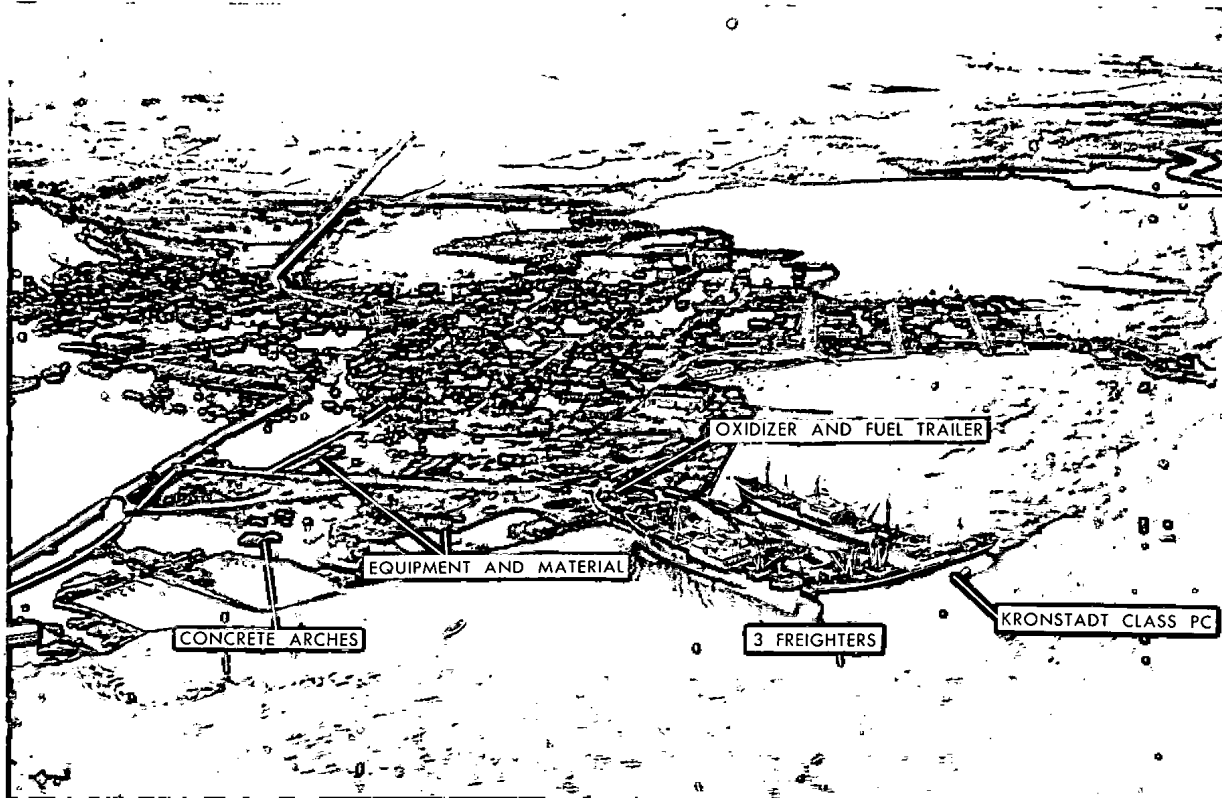 OXIDIZER AND FUEL TRAILER
EQUIPMENT AND MATERIAL
KRONSTADT CLASS PC
CONCRETE ARCHES
3 FREIGHTERS